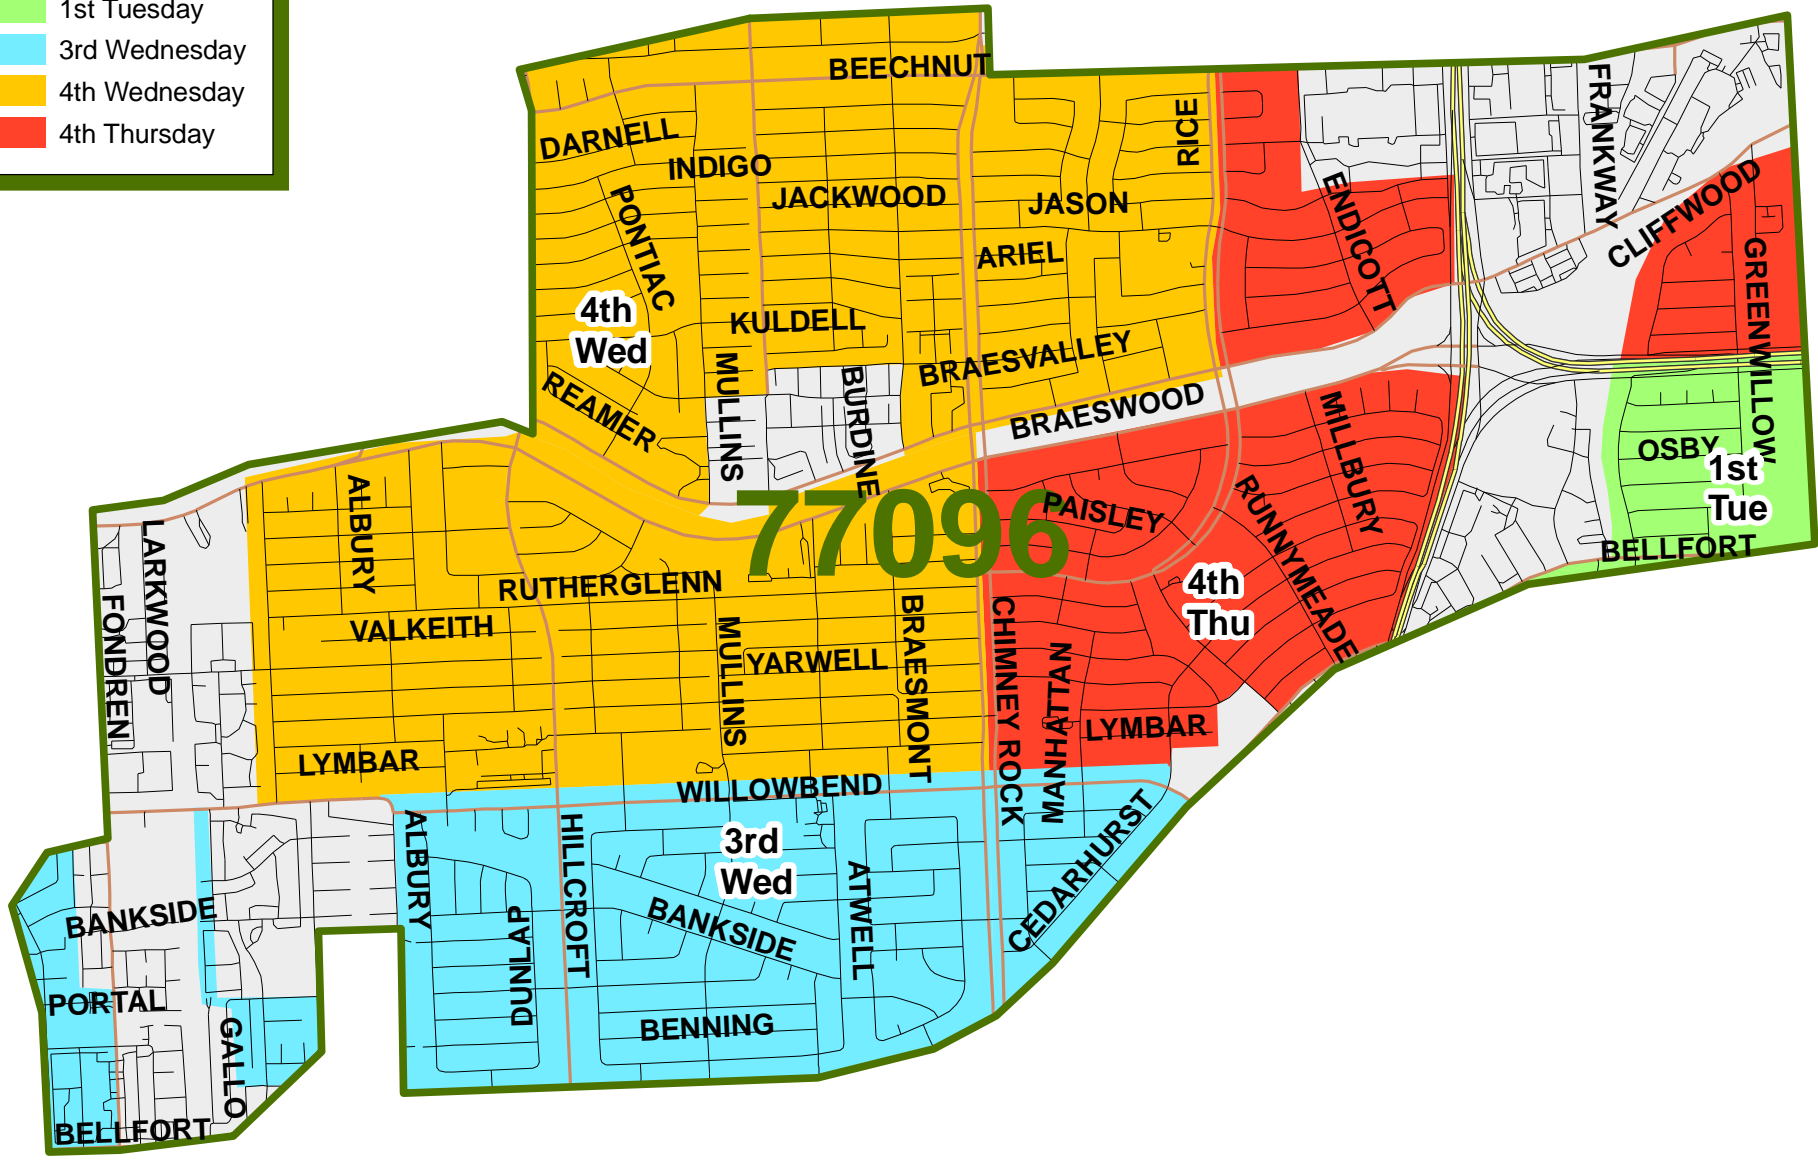 1st Tuesday
3rd Wednesday
4th Wednesday
4th Thursday
BEECHNUT
DARNELL
INDIGO
PONTIAC
JACKWOOD
JASON
RICE
ARIEL
ENDICOTT
FRANKWAY
CLIFFWOOD
GREENWILLOW
4th
Wed
KULDELL
MULLINS
BURDINE
BRAESVALLEY
REAMER
BRAESWOOD
MILLBURY
OSBY
1st
Tue
BELLFORT
LARKWOOD
FONDREN
ALBURY
77096
PAISLEY
RUNNYMEADE
RUTHERGLENN
VALKEITH
MULLINS
YARWELL
BRAESMONT
CHIMNEY ROCK
MANHATTAN
4th
Thu
LYMBAR
LYMBAR
WILLOWBEND
ALBURY
HILLCROFT
3rd
Wed
ATWELL
CEDARHURST
BANKSIDE
BANKSIDE
DUNLAP
BENNING
PORTAL
GALLO
BELLFORT